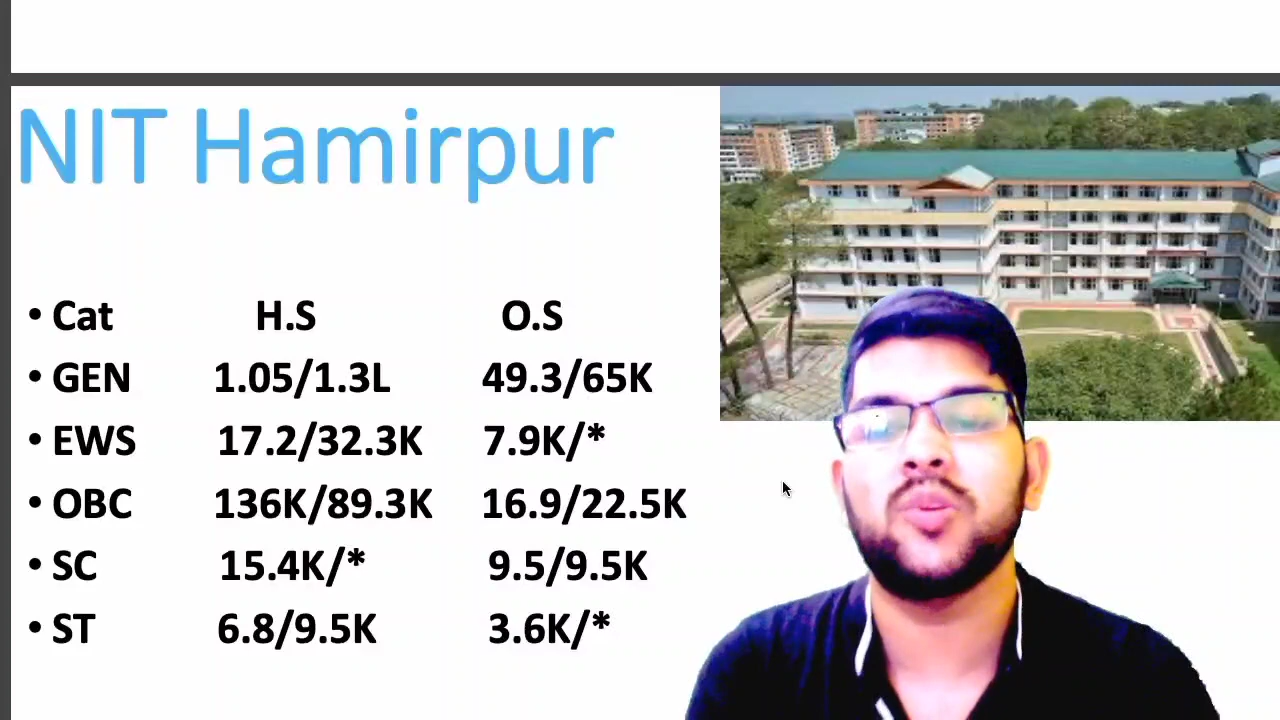 NIT Hamirpur
• Cat H.S O.S
• GEN 1.05/1.3L 49.3/65K
• EWS 17.2/32.3K 7.9K/*
• OBC 136K/89.3K 16.9/22.5K
• SC 15.4K/* 9.5/9.5K
• ST 6.8/9.5K 3.6K/*